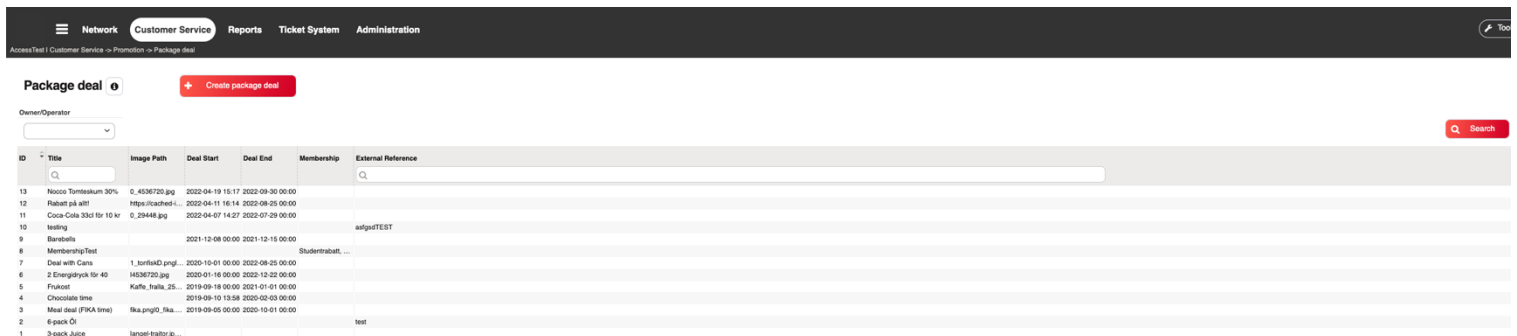 Network Customer Service Reports Ticket System Administration
AccessTest I Customer Service -> Promotion -> Package deal
Package deal
Create package deal
Owner/Operator
Search
ID Title Image Path Deal Start Deal End Membership External Reference
13 Nocco Tomteskum 30% 0_4536720.jpg 2022-04-19 15:17 2022-09-30 00:00
12 Rabatt på allt! https://cached-i... 2022-04-11 16:14 2022-08-25 00:00
11 Coca-Cola 33cl för 10 kr 0_29448.jpg 2022-04-07 14:27 2022-07-29 00:00
10 testing asfgsdTEST
9 Barebells 2021-12-08 00:00 2021-12-15 00:00
8 MembershipTest Studentrabatt, ...
7 Deal with Cans 1_tonfiskD.pngl... 2020-10-01 00:00 2022-08-25 00:00
6 2 Energidryck för 40 l4536720.jpg 2020-01-16 00:00 2022-12-22 00:00
5 Frukost Kaffe_fralla_25... 2019-09-18 00:00 2021-01-01 00:00
4 Chocolate time 2019-09-10 13:58 2020-02-03 00:00
3 Meal deal (FIKA time) fika.pngl0_fika.... 2019-09-05 00:00 2020-10-01 00:00
2 6-pack Öl test
1 3-pack Juice